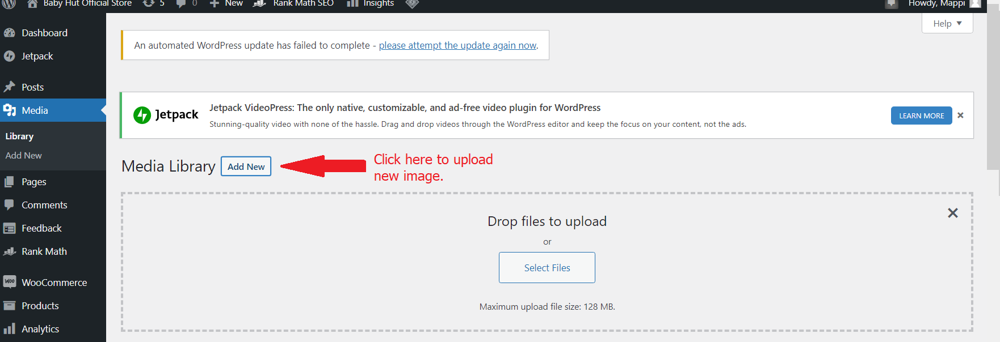 Baby Hut Official Store 5 0 New Rank Math SEO Insights Howdy, Mappi
Help
Dashboard
Jetpack
Posts
Media
Library
Add New
Pages
Comments
Feedback
Rank Math
WOO WooCommerce
Products
Analytics
An automated WordPress update has failed to complete - please attempt the update again now.
Jetpack
Jetpack VideoPress: The only native, customizable, and ad-free video plugin for WordPress
Stunning-quality video with none of the hassle. Drag and drop videos through the WordPress editor and keep the focus on your content, not the ads.
LEARN MORE
Media Library Add New
Click here to upload
new image.
Drop files to upload
or
Select Files
Maximum upload file size: 128 MB.